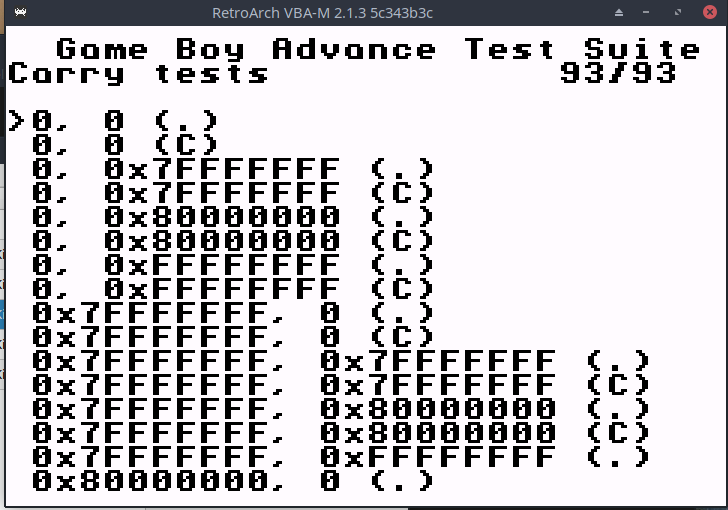 RetroArch VBA-M 2.1.3 5c343b3c
Game Boy Advance Test Suite
Carry tests 93/93
>0, 0 (.)
0, 0 (C)
0, 0x7FFFFFFF (.)
0, 0x7FFFFFFF (C)
0, 0x80000000 (.)
0, 0x80000000 (C)
0, 0xFFFFFFFF (.)
0, 0xFFFFFFFF (C)
0x7FFFFFFF, 0 (.)
0x7FFFFFFF, 0 (C)
0x7FFFFFFF, 0x7FFFFFFF (.)
0x7FFFFFFF, 0x7FFFFFFF (C)
0x7FFFFFFF, 0x80000000 (.)
0x7FFFFFFF, 0x80000000 (C)
0x7FFFFFFF, 0xFFFFFFFF (.)
0x80000000, 0 (.)